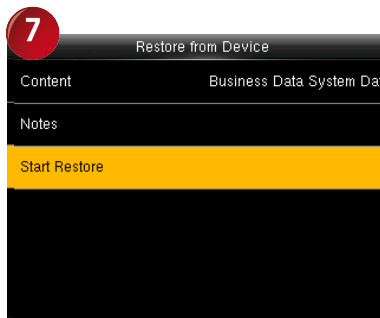 7
Restore from Device
Content Business Data System Dat
Notes
Start Restore